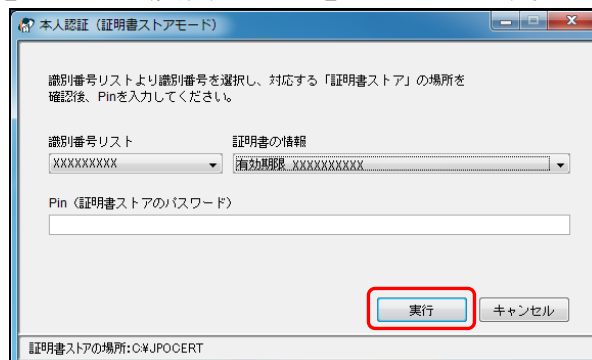 本人認証（証明書ストアモード）
識別番号リストより識別番号を選択し、対応する「証明書ストア」の場所を
確認後、Pinを入力してください。
識別番号リスト 証明書の情報
XXXXXXXXX 有効期限 XXXXXXXXXX
Pin（証明書ストアのパスワード）
実行 キャンセル
証明書ストアの場所:C:¥JPOCERT